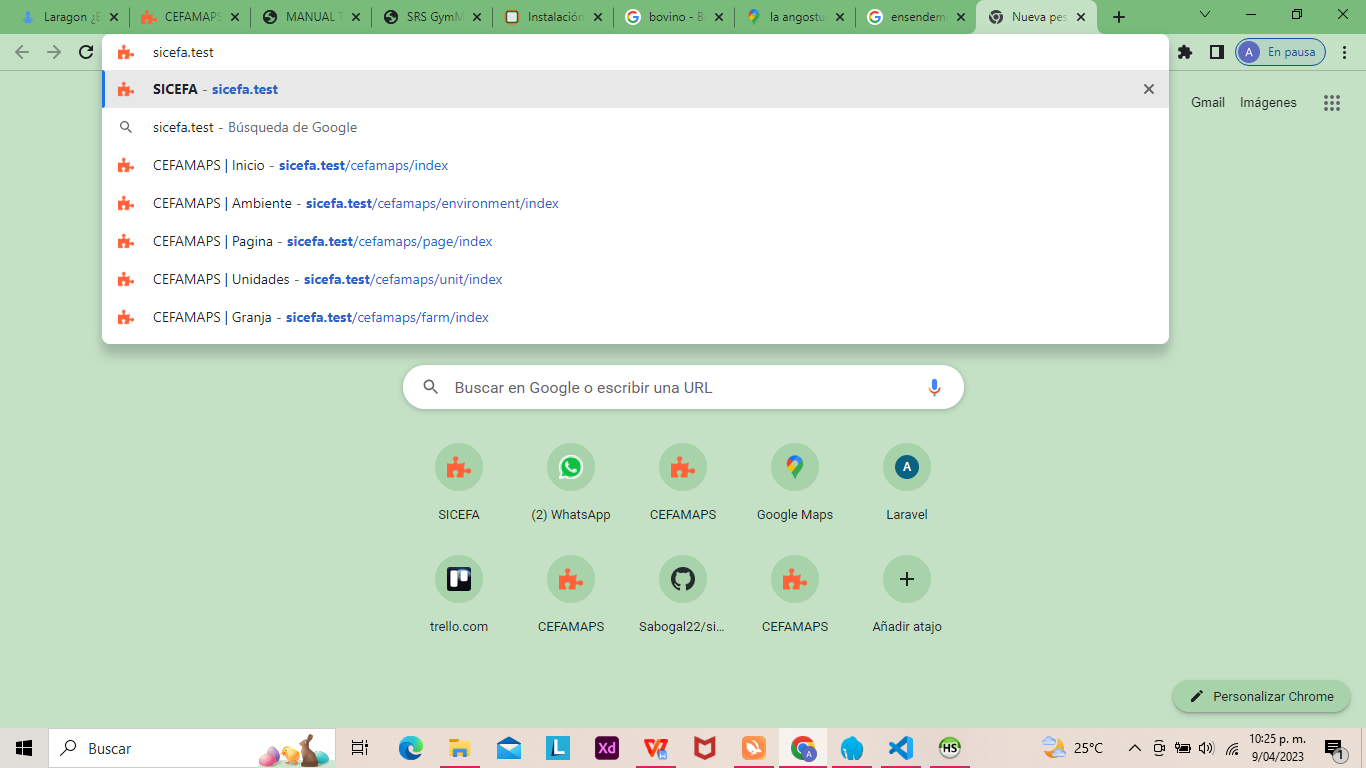 Laragon ¿E
CEFAMAPS
MANUAL T
SRS GymM
Instalación
bovino - B
la angostu
ensendem
Nueva pes
sicefa.test
A En pausa
SICEFA - sicefa.test
Gmail Imágenes
sicefa.test - Búsqueda de Google
CEFAMAPS | Inicio - sicefa.test/cefamaps/index
CEFAMAPS | Ambiente - sicefa.test/cefamaps/environment/index
CEFAMAPS | Pagina - sicefa.test/cefamaps/page/index
CEFAMAPS | Unidades - sicefa.test/cefamaps/unit/index
CEFAMAPS | Granja - sicefa.test/cefamaps/farm/index
Buscar en Google o escribir una URL
A
SICEFA
(2) WhatsApp
CEFAMAPS
Google Maps
Laravel
trello.com
CEFAMAPS
Sabogal22/si...
CEFAMAPS
Añadir atajo
Personalizar Chrome
Buscar
L
Xd
W
A
HS
25°C
10:25 p. m.
9/04/2023
1